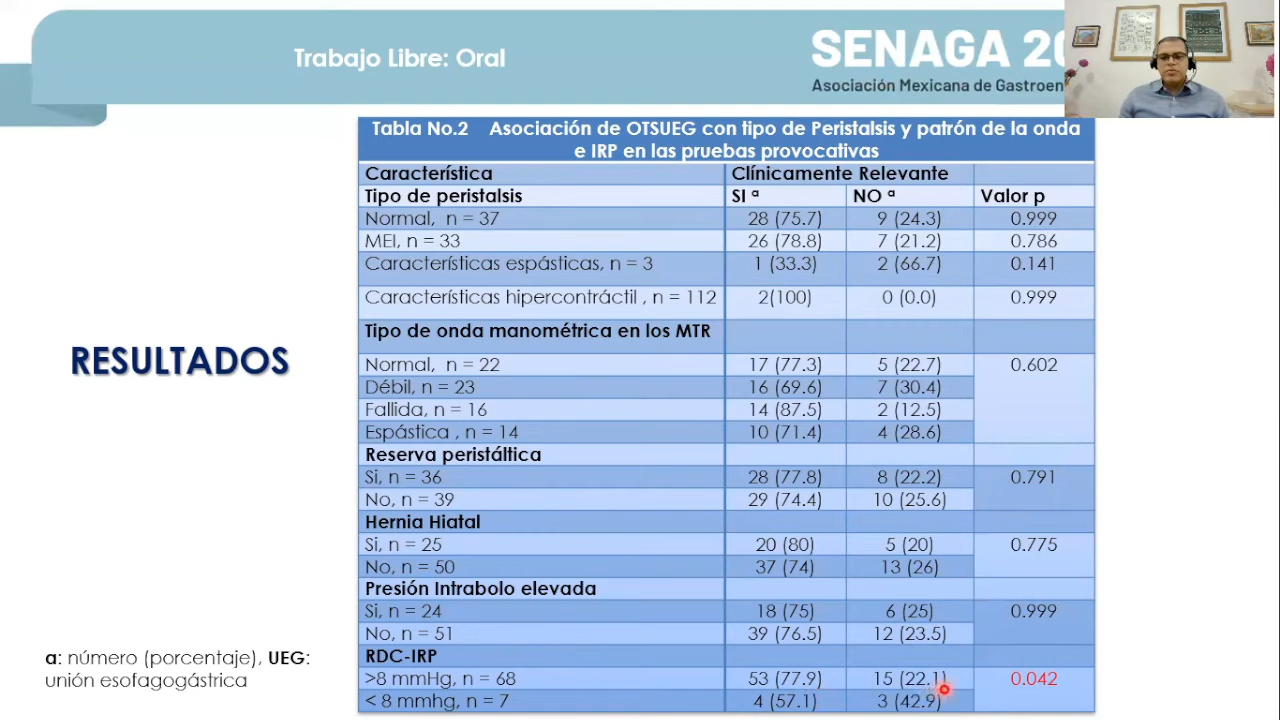 Trabajo Libre: Oral
SENAGA 20
Asociación Mexicana de Gastroen
RESULTADOS
a: número (porcentaje), UEG:
unión esofagogástrica
Tabla No.2 Asociación de OTSUEG con tipo de Peristalsis y patrón de la onda
e IRP en las pruebas provocativas
Característica Clínicamente Relevante
Tipo de peristalsis SI a NO a Valor p
Normal, n = 37 28 (75.7) 9 (24.3) 0.999
MEI, n = 33 26 (78.8) 7 (21.2) 0.786
Características espásticas, n = 3 1 (33.3) 2 (66.7) 0.141
Características hipercontráctil , n = 112 2(100) 0 (0.0) 0.999
Tipo de onda manométrica en los MTR
Normal, n = 22 17 (77.3) 5 (22.7) 0.602
Débil, n = 23 16 (69.6) 7 (30.4)
Fallida, n = 16 14 (87.5) 2 (12.5)
Espástica , n = 14 10 (71.4) 4 (28.6)
Reserva peristáltica
Si, n = 36 28 (77.8) 8 (22.2) 0.791
No, n = 39 29 (74.4) 10 (25.6)
Hernia Hiatal
Si, n = 25 20 (80) 5 (20) 0.775
No, n = 50 37 (74) 13 (26)
Presión Intrabolo elevada
Si, n = 24 18 (75) 6 (25) 0.999
No, n = 51 39 (76.5) 12 (23.5)
RDC-IRP
>8 mmHg, n = 68 53 (77.9) 15 (22.1) 0.042
< 8 mmhg, n = 7 4 (57.1) 3 (42.9)